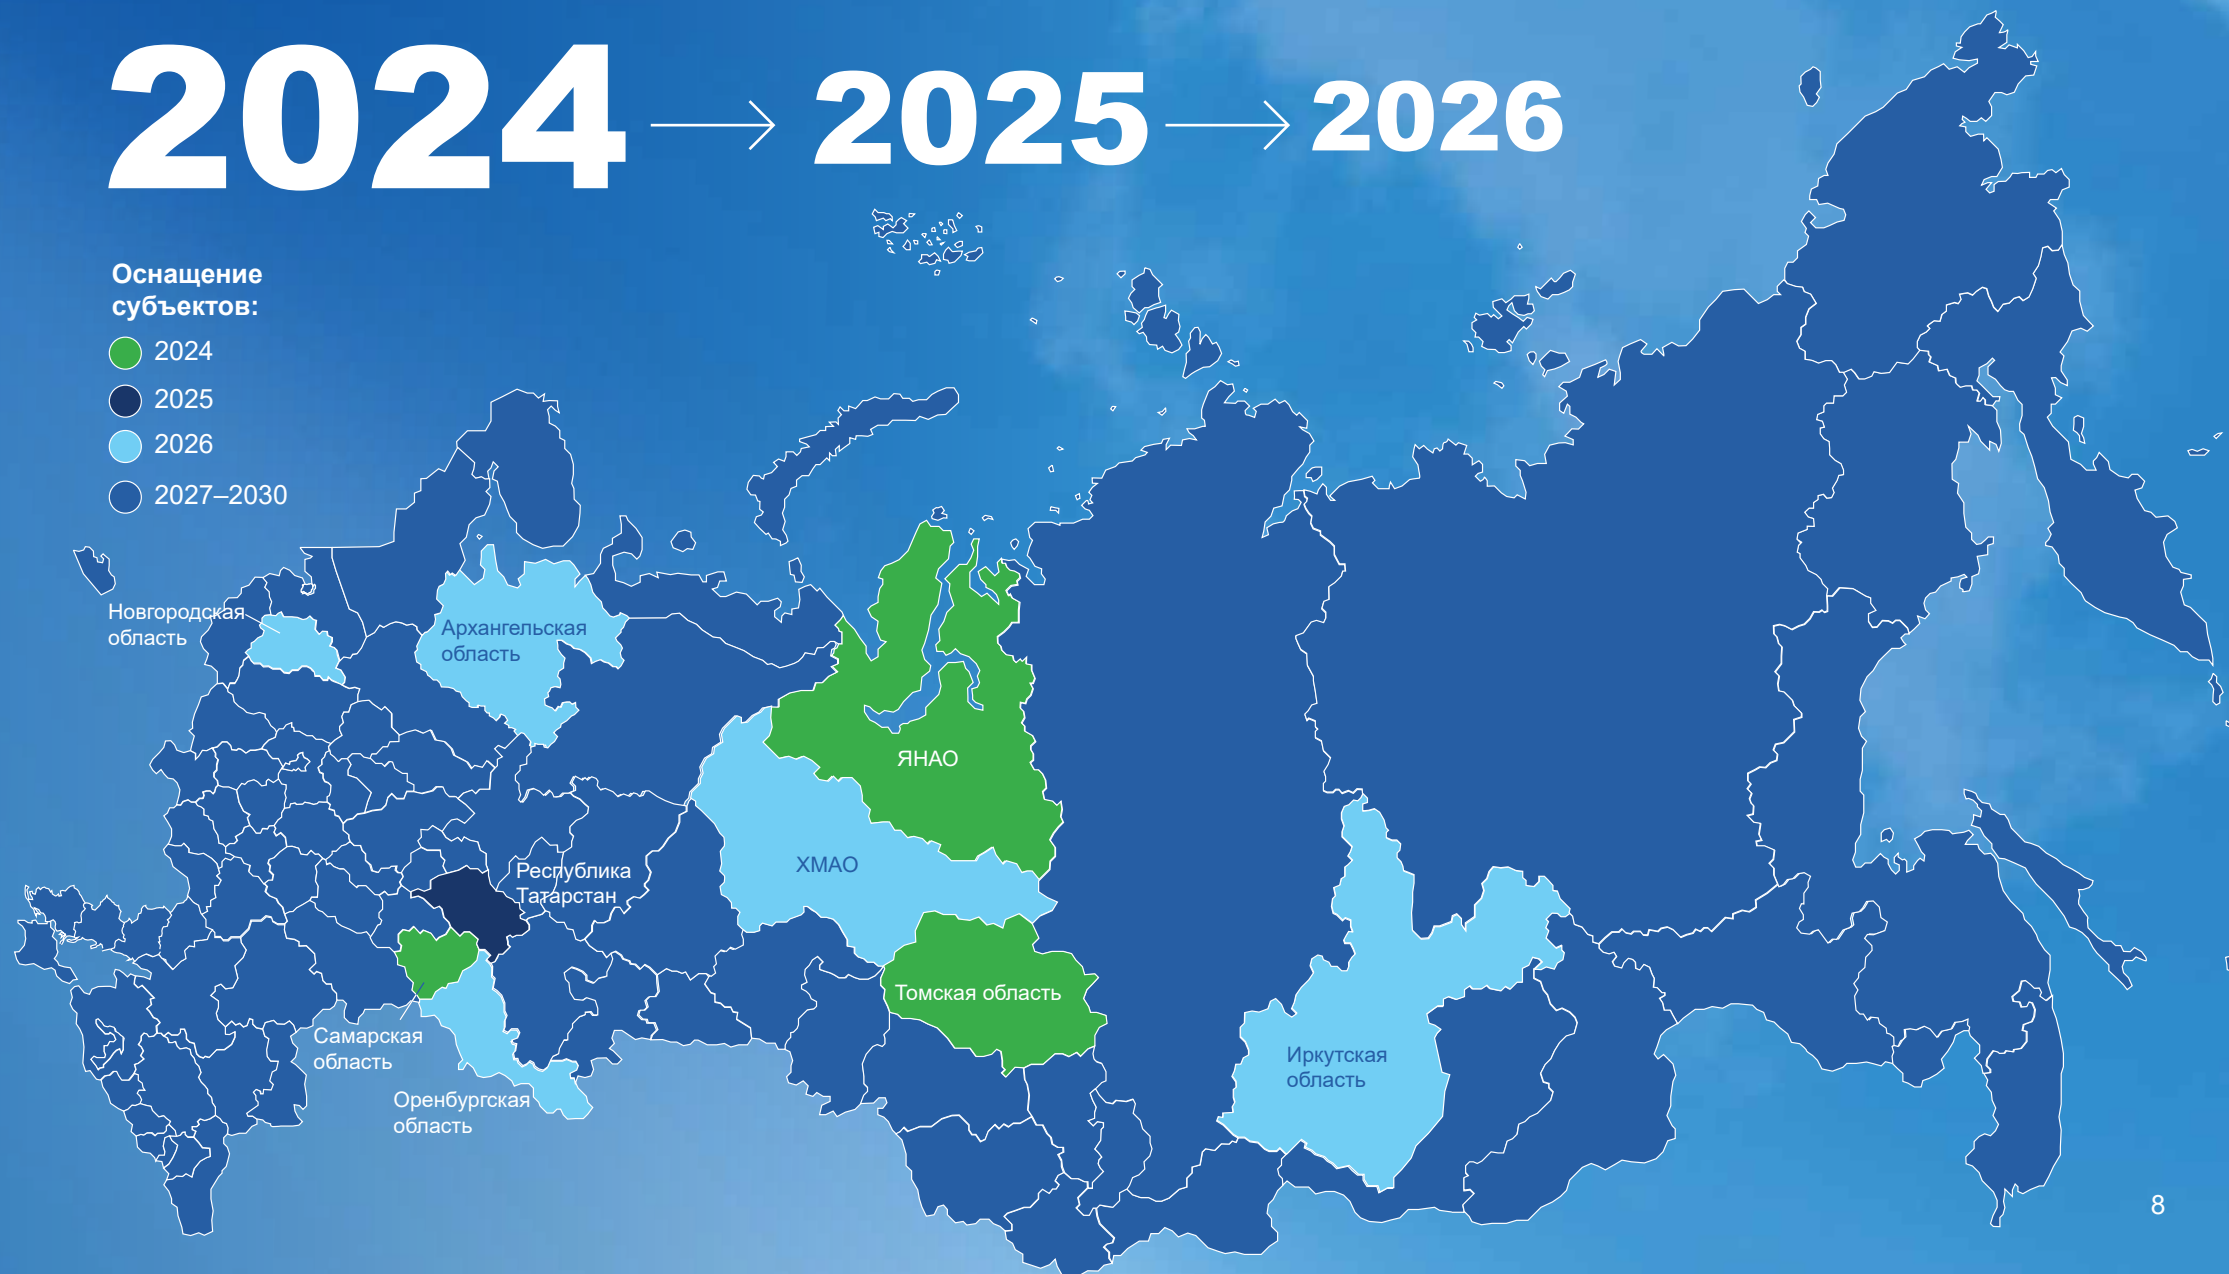 2024
2025
2026
Оснащение
субъектов:
2024
2025
2026
2027–2030
Новгородская
область
Архангельская
область
ЯНАО
ХМАО
Республика
Татарстан
Томская область
Самарская
область
Оренбургская
область
Иркутская
область
8